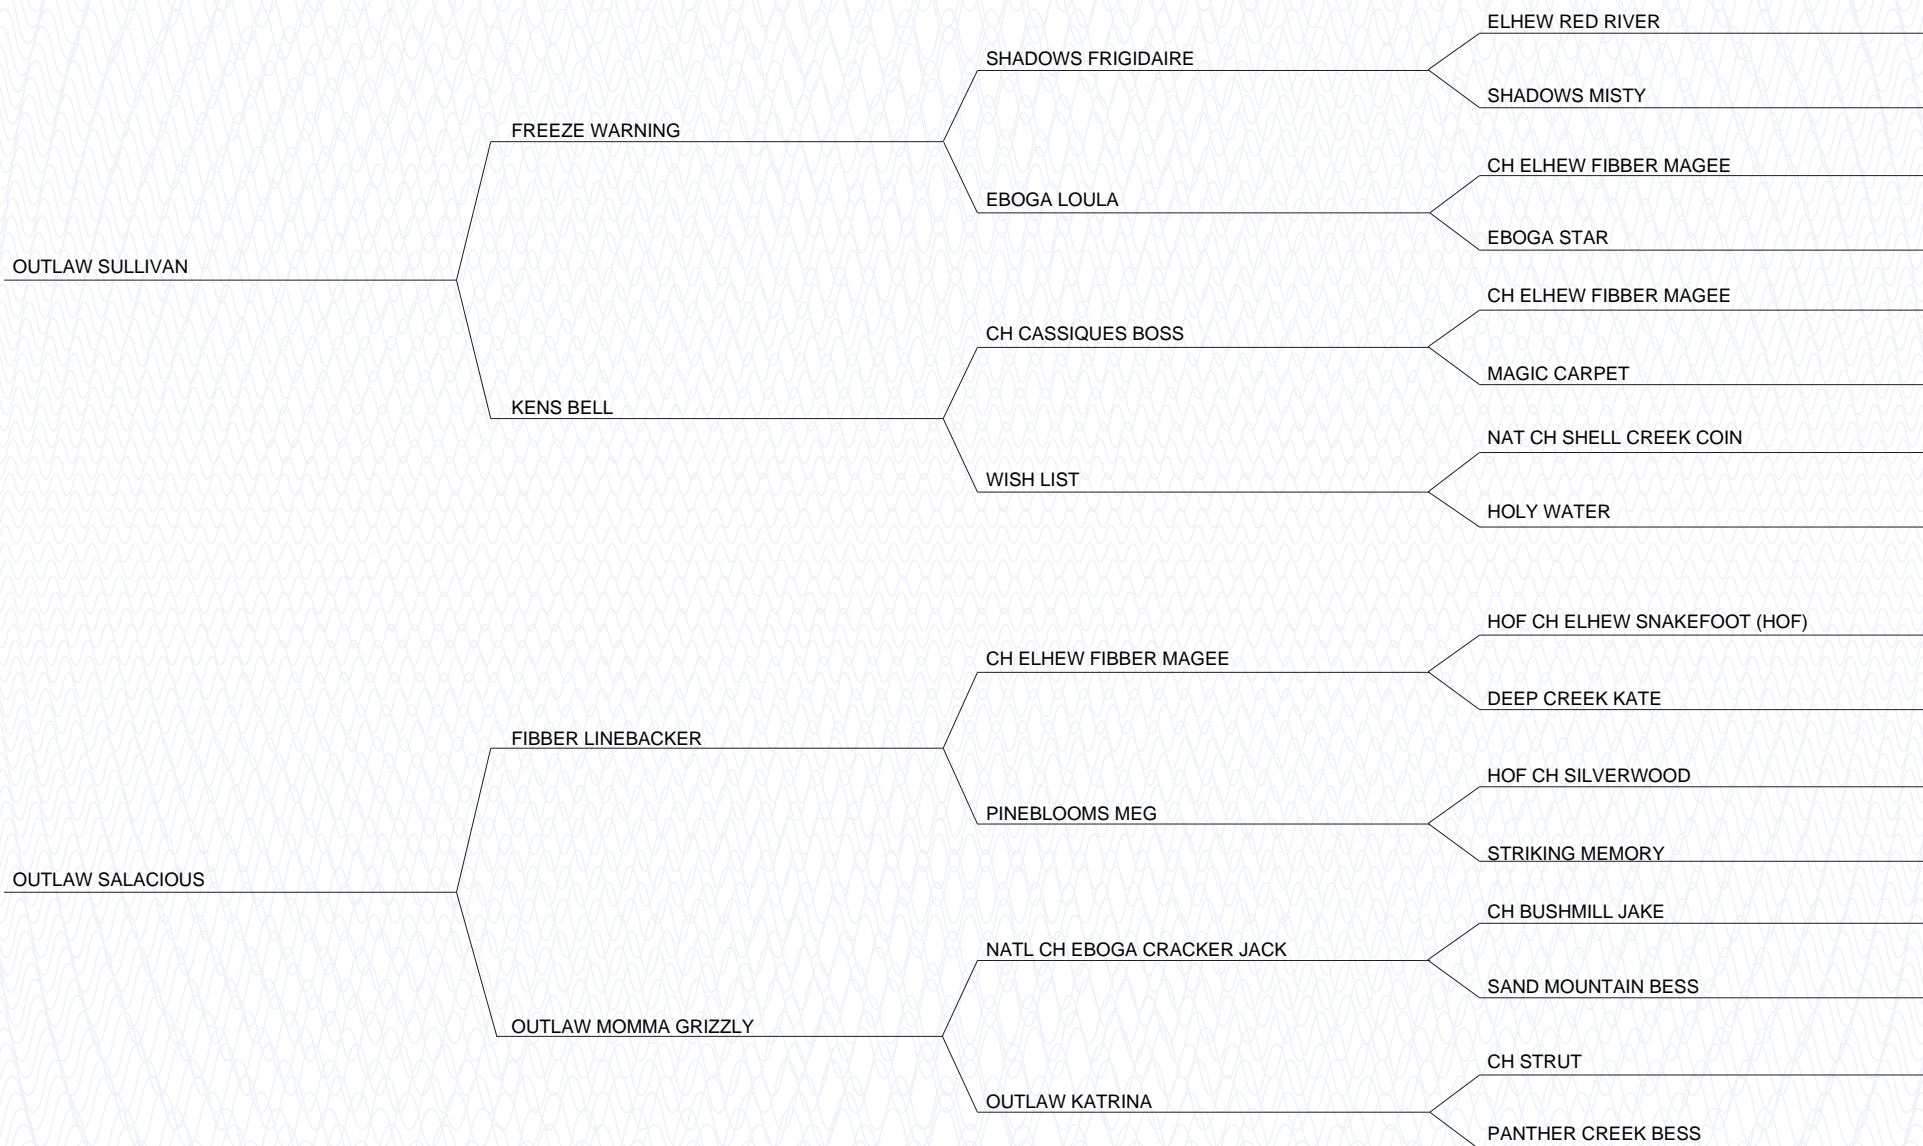 ELHEW RED RIVER
SHADOWS FRIGIDAIRE
SHADOWS MISTY
FREEZE WARNING
CH ELHEW FIBBER MAGEE
EBOGA LOULA
EBOGA STAR
OUTLAW SULLIVAN
CH ELHEW FIBBER MAGEE
CH CASSIQUES BOSS
MAGIC CARPET
KENS BELL
NAT CH SHELL CREEK COIN
WISH LIST
HOLY WATER
HOF CH ELHEW SNAKEFOOT (HOF)
CH ELHEW FIBBER MAGEE
DEEP CREEK KATE
FIBBER LINEBACKER
HOF CH SILVERWOOD
PINEBLOOMS MEG
STRIKING MEMORY
OUTLAW SALACIOUS
CH BUSHMILL JAKE
NATL CH EBOGA CRACKER JACK
SAND MOUNTAIN BESS
OUTLAW MOMMA GRIZZLY
CH STRUT
OUTLAW KATRINA
PANTHER CREEK BESS